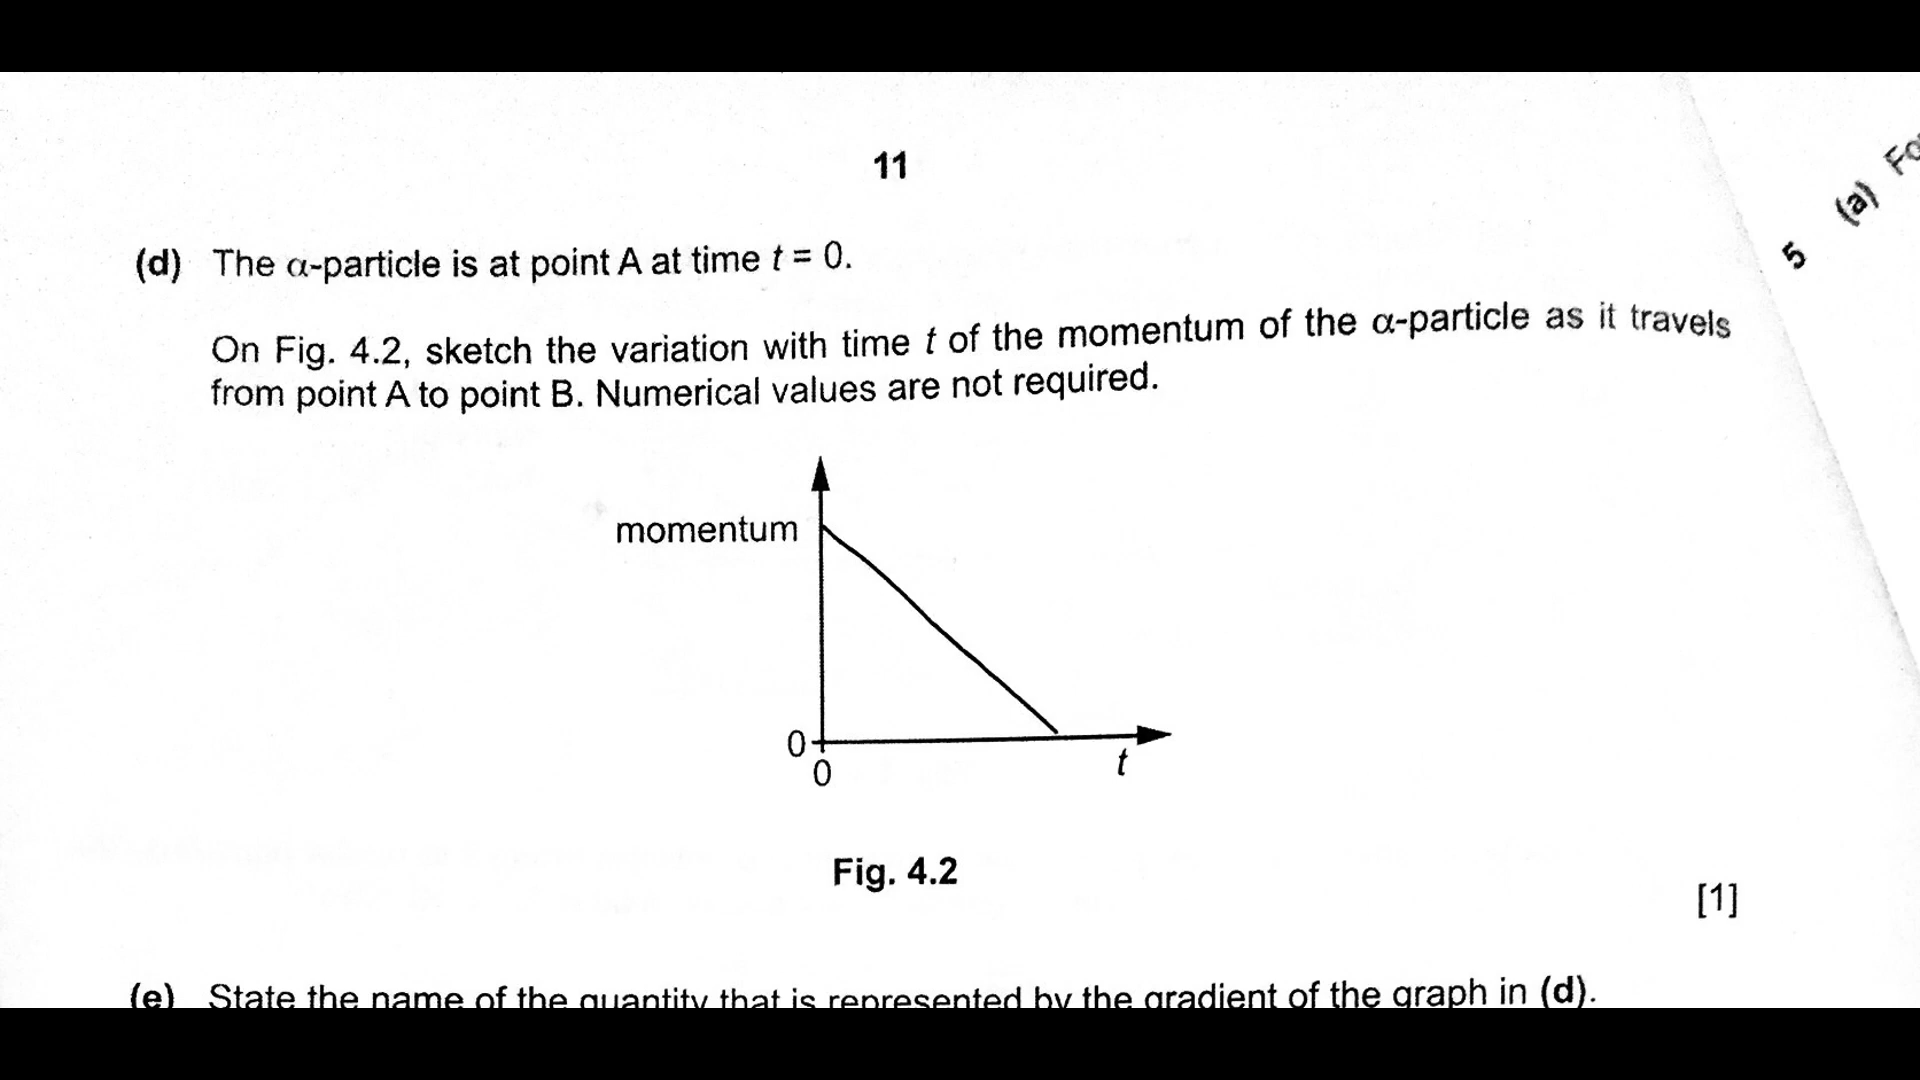 11
5 (a)
(d) The α-particle is at point A at time t = 0.
On Fig. 4.2, sketch the variation with time t of the momentum of the α-particle as it travels
from point A to point B. Numerical values are not required.
momentum
0
0
t
Fig. 4.2
[1]
(e) State the name of the quantity that is represented by the gradient of the graph in (d).